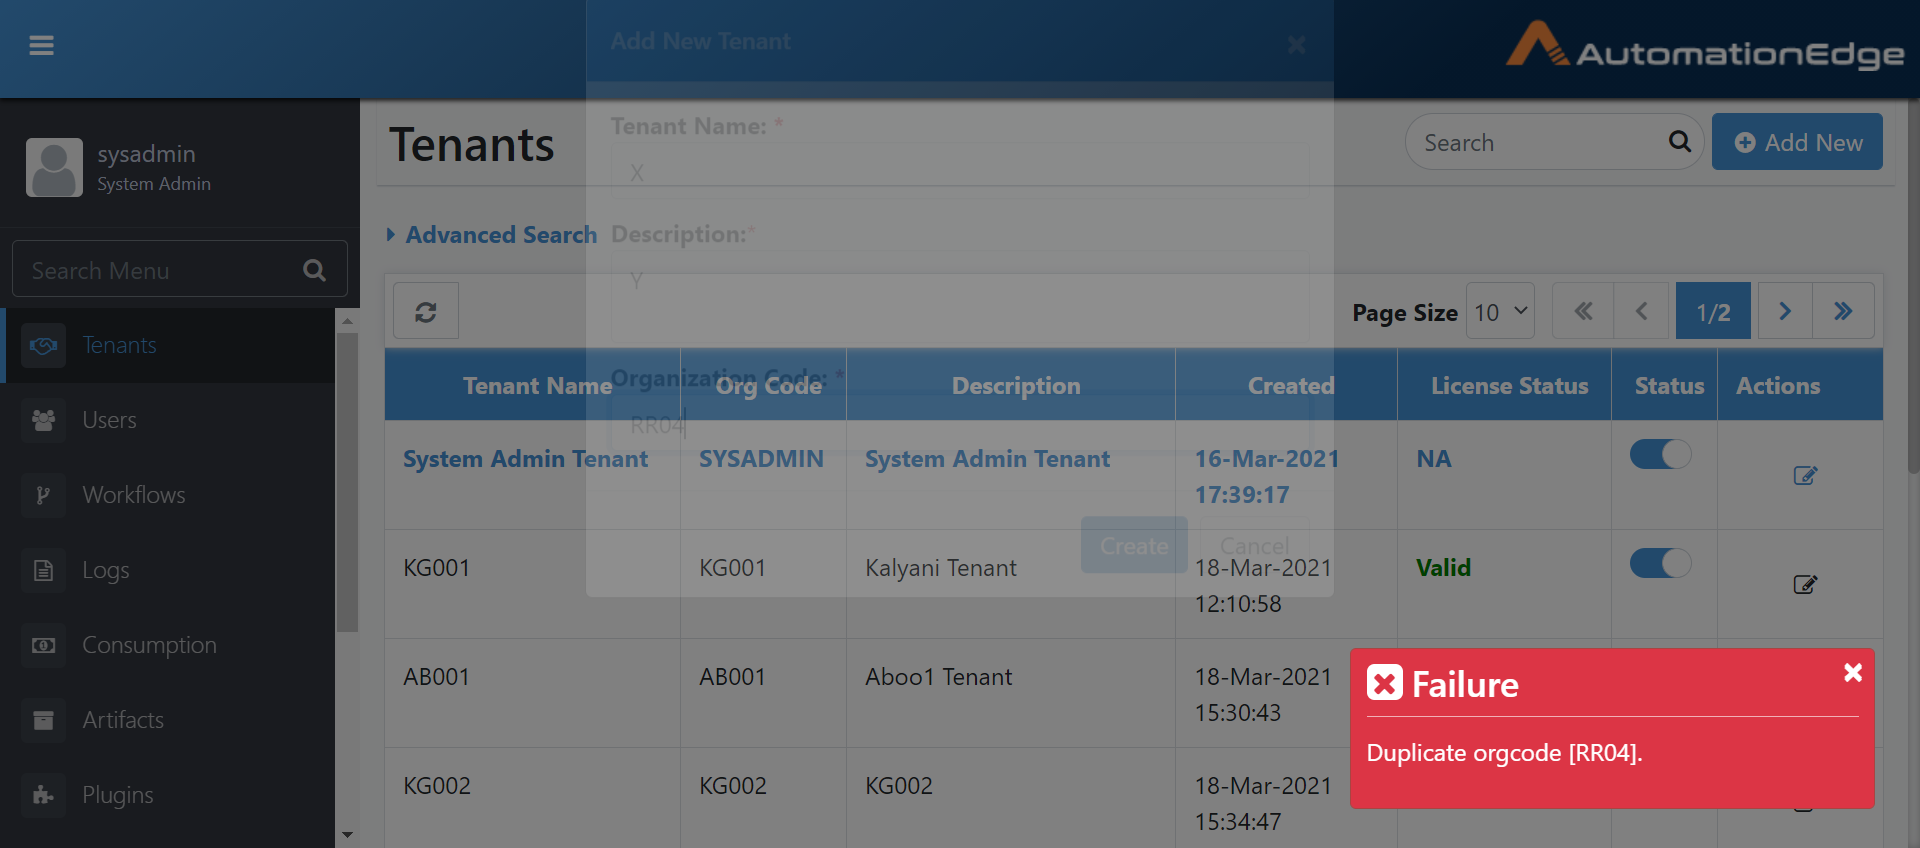 Add New Tenant
AutomationEdge
sysadmin
System Admin
Search Menu
Tenants
Users
Workflows
Logs
Consumption
Artifacts
Plugins
Tenants
Search
Add New
Advanced Search
Tenant Name: *
X
Description:*
Y
Organization Code: *
RR04
Create Cancel
Page Size 10 1/2
Tenant Name Org Code Description Created License Status Status Actions
System Admin Tenant SYSADMIN System Admin Tenant 16-Mar-2021 NA
17:39:17
KG001 KG001 Kalyani Tenant 18-Mar-2021 Valid
12:10:58
AB001 AB001 Aboo1 Tenant 18-Mar-2021
15:30:43
KG002 KG002 KG002 18-Mar-2021
15:34:47
Failure
Duplicate orgcode [RR04].